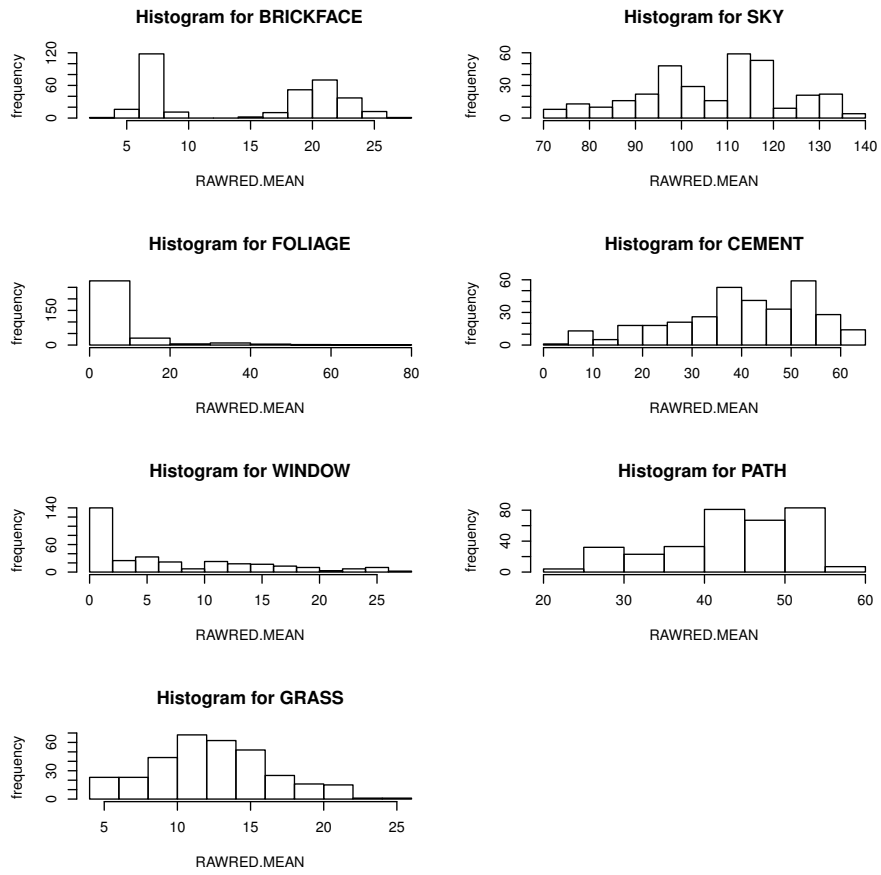 Histogram for BRICKFACE
frequency
0 60 120
5 10 15 20 25
RAWRED.MEAN
Histogram for SKY
frequency
0 30 60
70 80 90 100 110 120 130 140
RAWRED.MEAN
Histogram for FOLIAGE
frequency
0 150
0 20 40 60 80
RAWRED.MEAN
Histogram for CEMENT
frequency
0 30 60
0 10 20 30 40 50 60
RAWRED.MEAN
Histogram for WINDOW
frequency
0 60 140
0 5 10 15 20 25
RAWRED.MEAN
Histogram for PATH
frequency
0 40 80
20 30 40 50 60
RAWRED.MEAN
Histogram for GRASS
frequency
0 30 60
5 10 15 20 25
RAWRED.MEAN